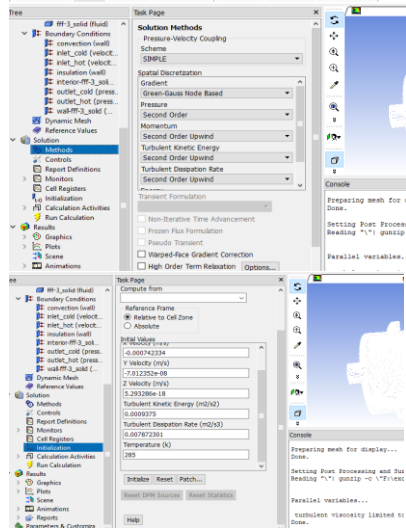 Tree
Task Page
fff-3_solid (fluid)
Boundary Conditions
convection (wall)
inlet_cold (velocit...
inlet_hot (velocit...
insulation (wall)
interior-fff-3_soli...
outlet_cold (press...
outlet_hot (press...
wall-fff-3_solid (...
Dynamic Mesh
Reference Values
Solution
Methods
Controls
Report Definitions
Monitors
Cell Registers
Initialization
Calculation Activities
Run Calculation
Results
Graphics
Plots
Scene
Animations
Solution Methods
Pressure-Velocity Coupling
Scheme
SIMPLE
Spatial Discretization
Gradient
Green-Gauss Node Based
Pressure
Second Order
Momentum
Second Order Upwind
Turbulent Kinetic Energy
Second Order Upwind
Turbulent Dissipation Rate
Second Order Upwind
Energy
Transient Formulation
Non-Iterative Time Advancement
Frozen Flux Formulation
Pseudo Transient
Warped-Face Gradient Correction
High Order Term Relaxation Options...
Console
Preparing mesh for
Done.
Setting Post Process
Reading "\"| gunzip
Parallel variables.
ee
Task Page
fff-3_solid (fluid)
Boundary Conditions
convection (wall)
inlet_cold (velocit...
inlet_hot (velocit...
insulation (wall)
interior-fff-3_soli...
outlet_cold (press...
outlet_hot (press...
wall-fff-3_solid (...
Dynamic Mesh
Reference Values
Solution
Methods
Controls
Report Definitions
Monitors
Cell Registers
Initialization
Calculation Activities
Run Calculation
Results
Graphics
Plots
Scene
Animations
Reports
Parameters & Customiza
Compute from
Reference Frame
Relative to Cell Zone
Absolute
Initial Values
X Velocity (m/s)
-0.000742334
Y Velocity (m/s)
-7.012352e-08
Z Velocity (m/s)
5.293286e-18
Turbulent Kinetic Energy (m2/s2)
0.0009375
Turbulent Dissipation Rate (m2/s3)
0.007872301
Temperature (k)
285
Initialize Reset Patch...
Reset DPM Sources Reset Statistics
Help
Console
Preparing mesh for display...
Done.
Setting Post Processing and Sur
Parallel variables...
turbulent viscosity limited to
Done.